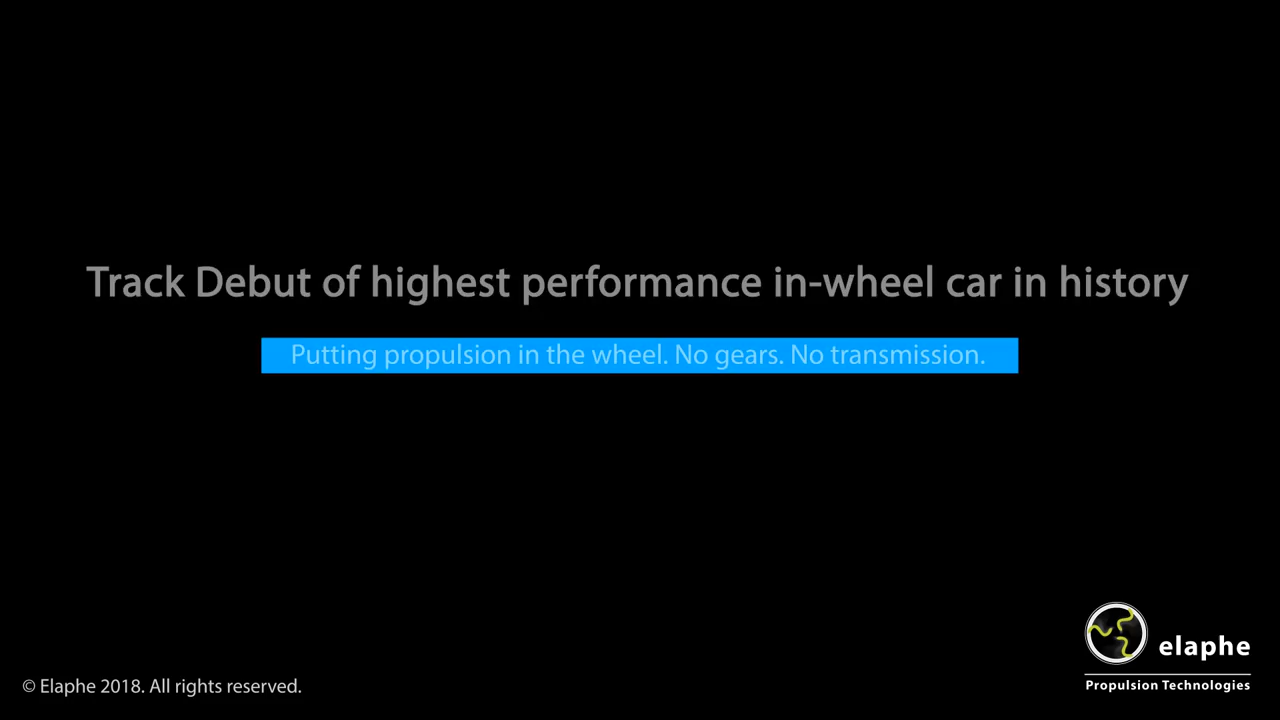 Track Debut of highest performance in-wheel car in history
Putting propulsion in the wheel. No gears. No transmission.
elaphe
Propulsion Technologies
© Elaphe 2018. All rights reserved.